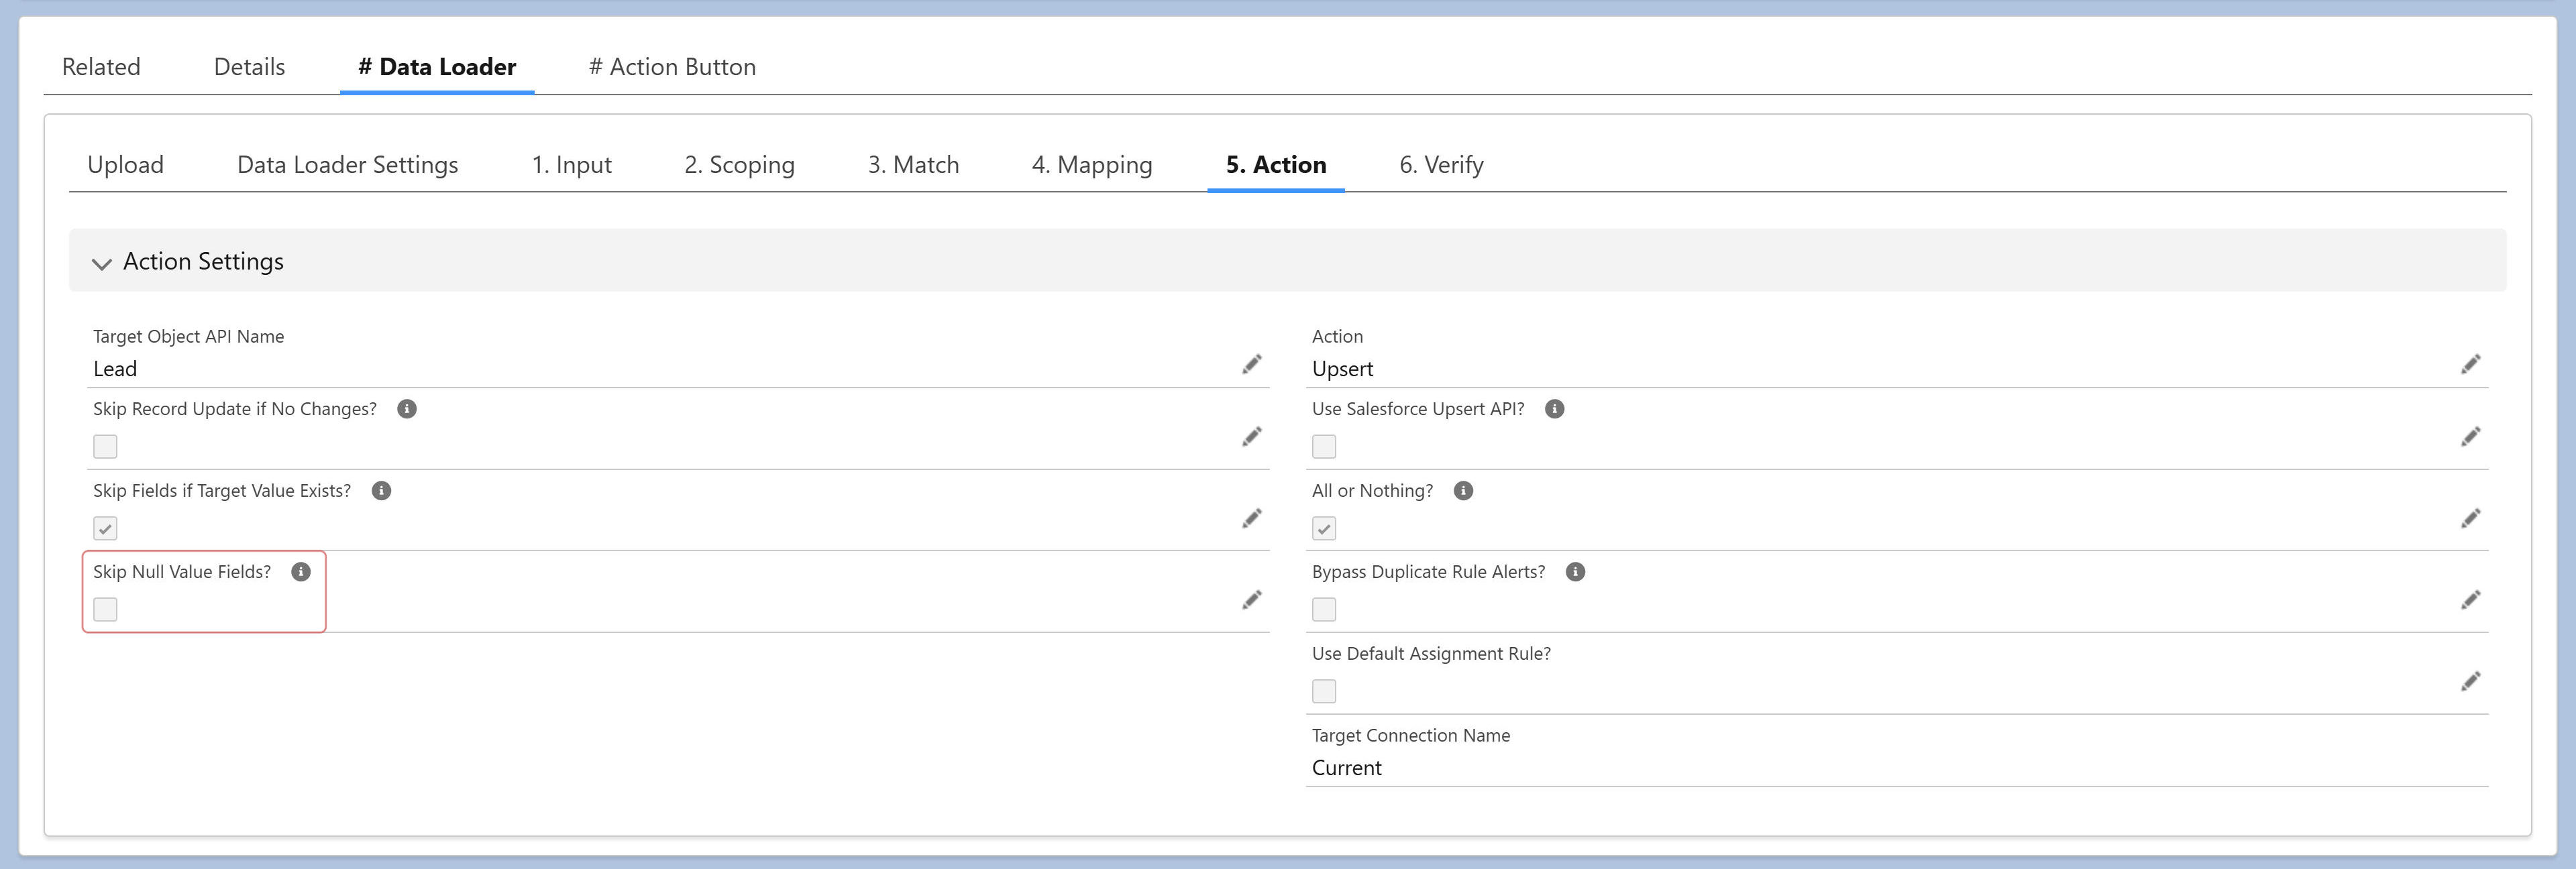 Related Details # Data Loader # Action Button
Upload Data Loader Settings 1. Input 2. Scoping 3. Match 4. Mapping 5. Action 6. Verify
Action Settings
Target Object API Name
Lead
Action
Upsert
Skip Record Update if No Changes?
Use Salesforce Upsert API?
Skip Fields if Target Value Exists?
All or Nothing?
Skip Null Value Fields?
Bypass Duplicate Rule Alerts?
Use Default Assignment Rule?
Target Connection Name
Current